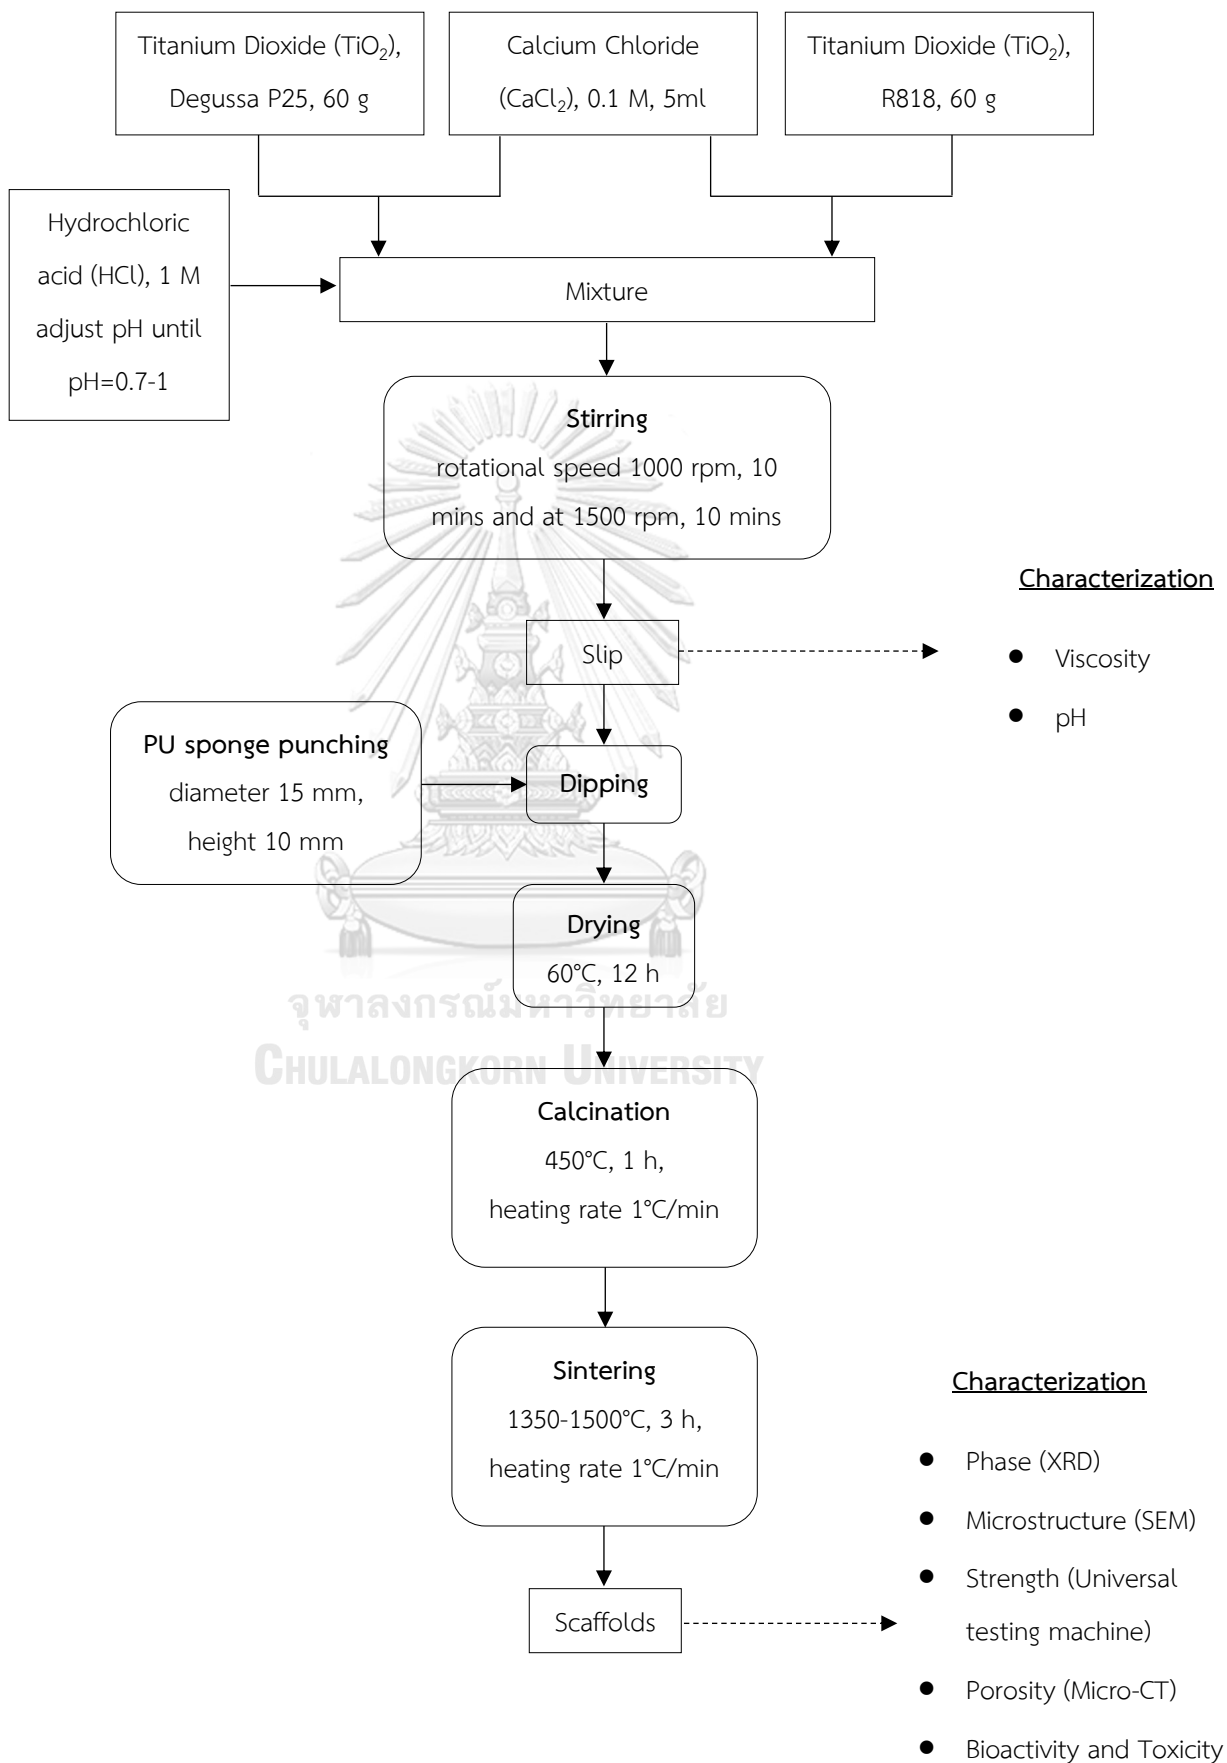 Titanium Dioxide (TiO₂),
Degussa P25, 60 g
Calcium Chloride
(CaCl₂), 0.1 M, 5ml
Titanium Dioxide (TiO₂),
R818, 60 g
Hydrochloric
acid (HCl), 1 M
adjust pH until
pH=0.7-1
Mixture
Stirring
rotational speed 1000 rpm, 10
mins and at 1500 rpm, 10 mins
Characterization
Slip
● Viscosity
● pH
PU sponge punching
diameter 15 mm,
height 10 mm
Dipping
Drying
60°C, 12 h
จุฬาลงกรณ์มหาวิทยาลัย
CHULALONGKORN UNIVERSITY
Calcination
450°C, 1 h,
heating rate 1°C/min
Sintering
1350-1500°C, 3 h,
heating rate 1°C/min
Scaffolds
Characterization
● Phase (XRD)
● Microstructure (SEM)
● Strength (Universal
testing machine)
● Porosity (Micro-CT)
● Bioactivity and Toxicity